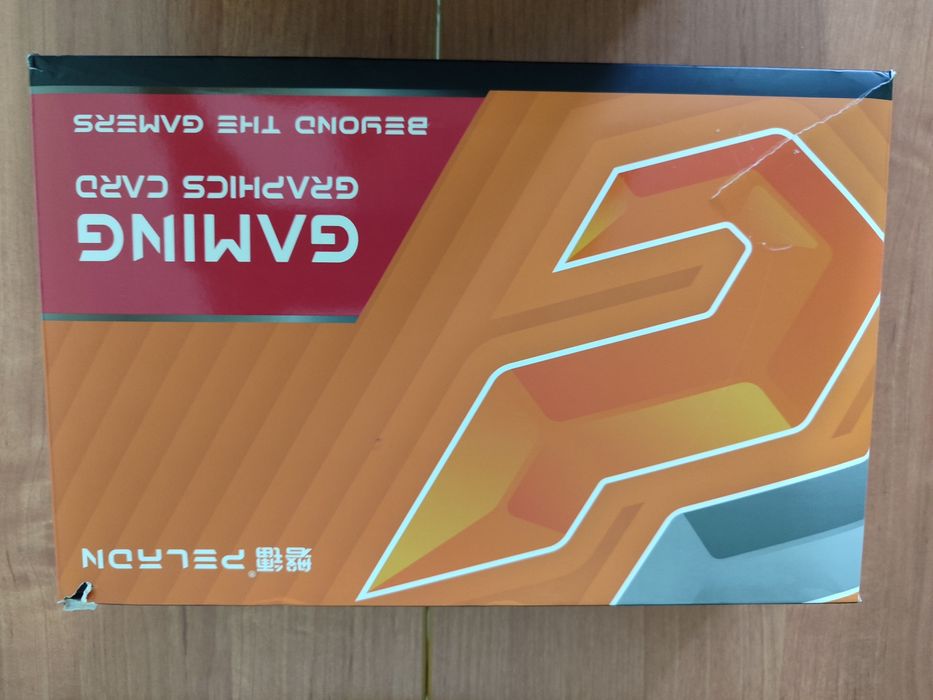 磐镭® PELADN
GAMING
GRAPHICS CARD
BEYOND THE GAMERS